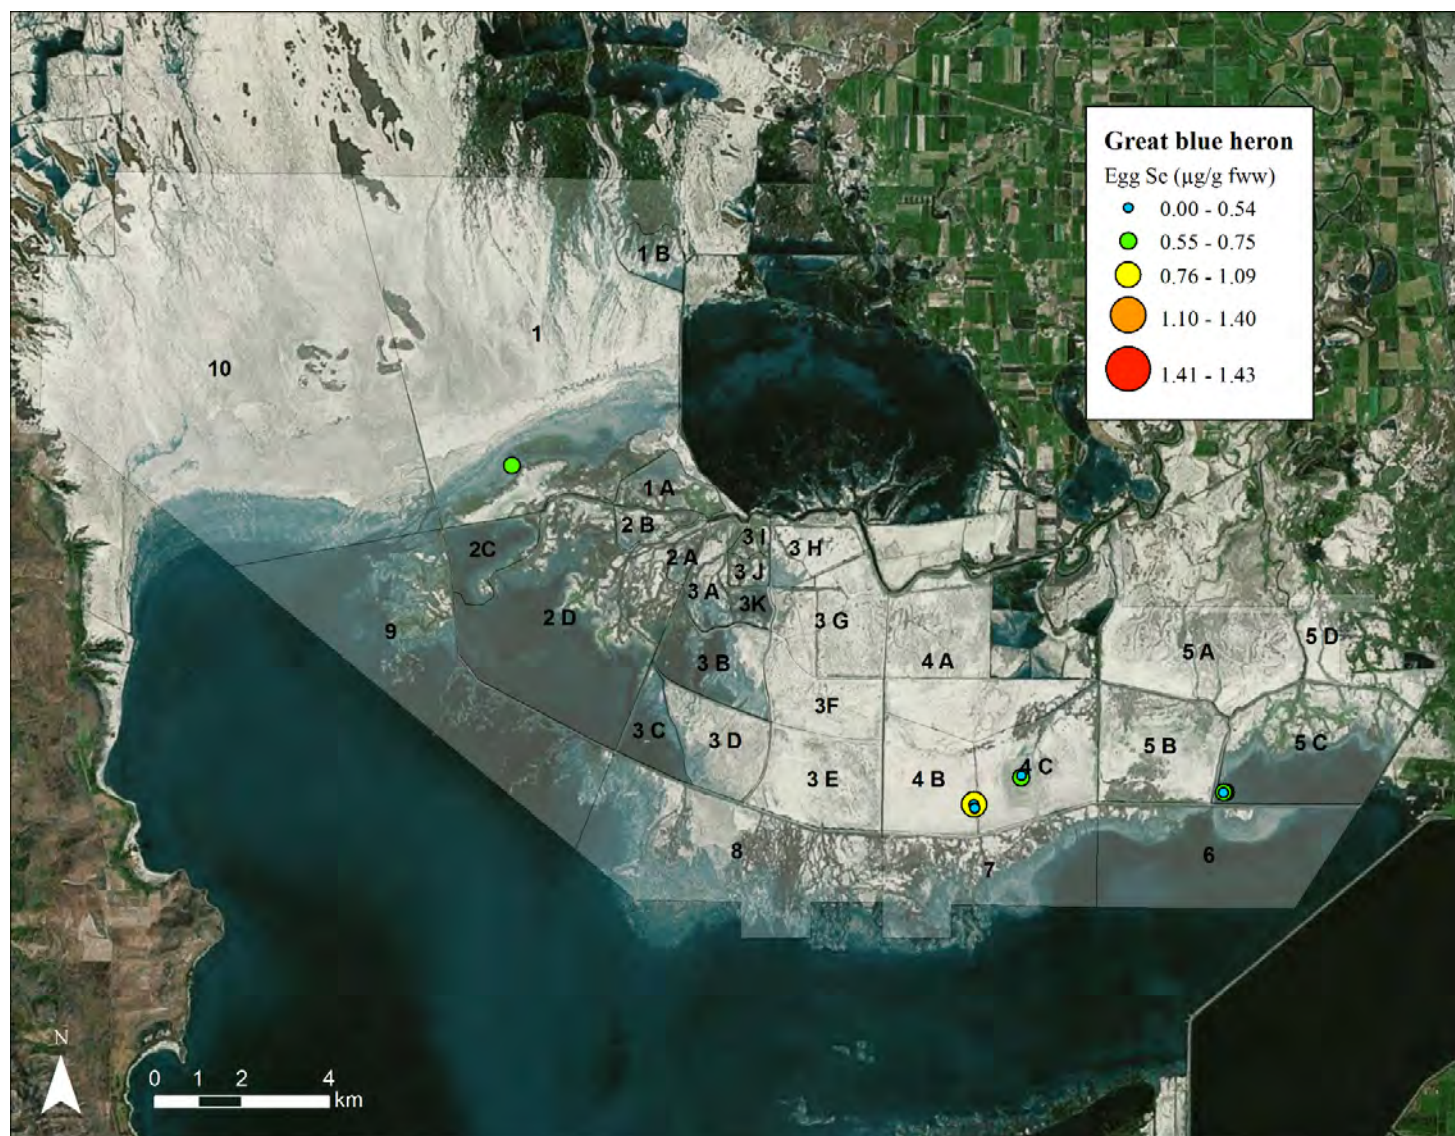 Great blue heron
Egg Se (µg/g fww)
0.00 - 0.54
0.55 - 0.75
0.76 - 1.09
1.10 - 1.40
1.41 - 1.43
1 B
1
10
1 A
2 B
2C
2 A
3 I
3 H
3 J
3 A
3K
2 D
9
3 G
3 B
4 A
5 A
5 D
3F
3 C
3 D
5 B
5 C
3 E
4 B
4 C
8
7
6
N
0 1 2 4
km